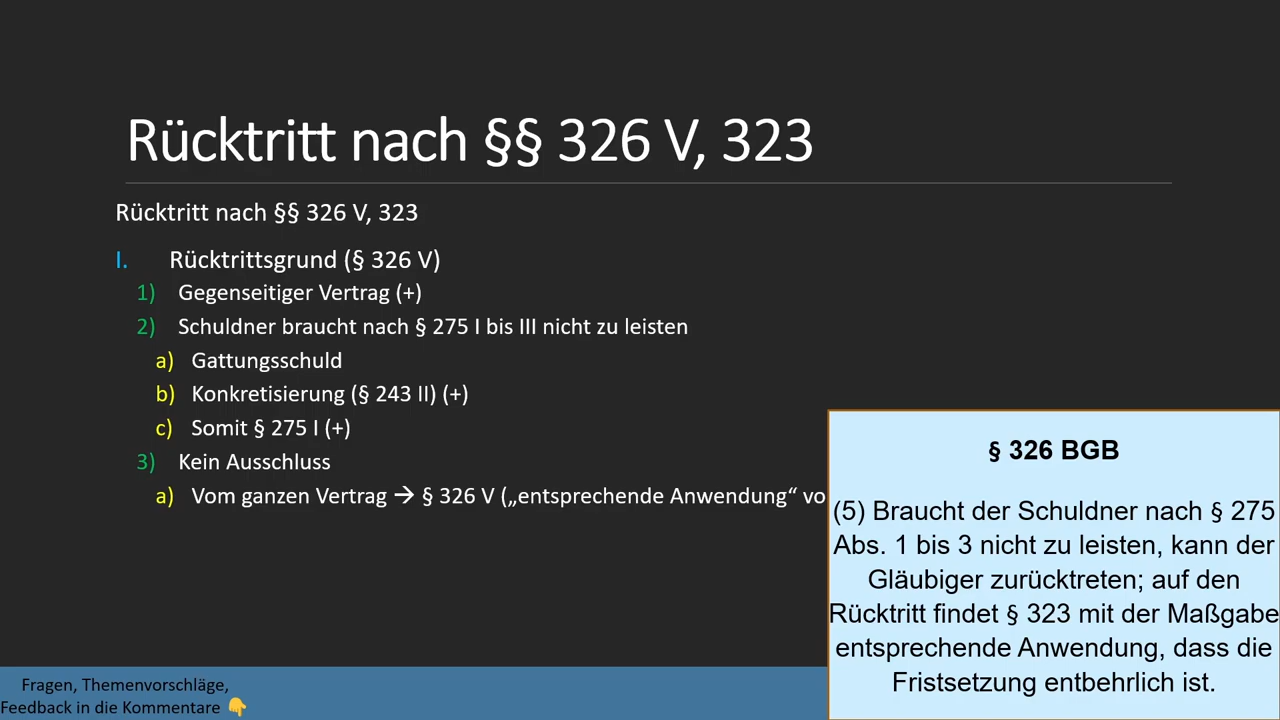 Rücktritt nach §§ 326 V, 323
Rücktritt nach §§ 326 V, 323
I. Rücktrittsgrund (§ 326 V)
1) Gegenseitiger Vertrag (+)
2) Schuldner braucht nach § 275 I bis III nicht zu leisten
a) Gattungsschuld
b) Konkretisierung (§ 243 II) (+)
c) Somit § 275 I (+)
3) Kein Ausschluss
a) Vom ganzen Vertrag → § 326 V („entsprechende Anwendung“ vo
§ 326 BGB
(5) Braucht der Schuldner nach § 275
Abs. 1 bis 3 nicht zu leisten, kann der
Gläubiger zurücktreten; auf den
Rücktritt findet § 323 mit der Maßgabe
entsprechende Anwendung, dass die
Fristsetzung entbehrlich ist.
Fragen, Themenvorschläge,
Feedback in die Kommentare 👇